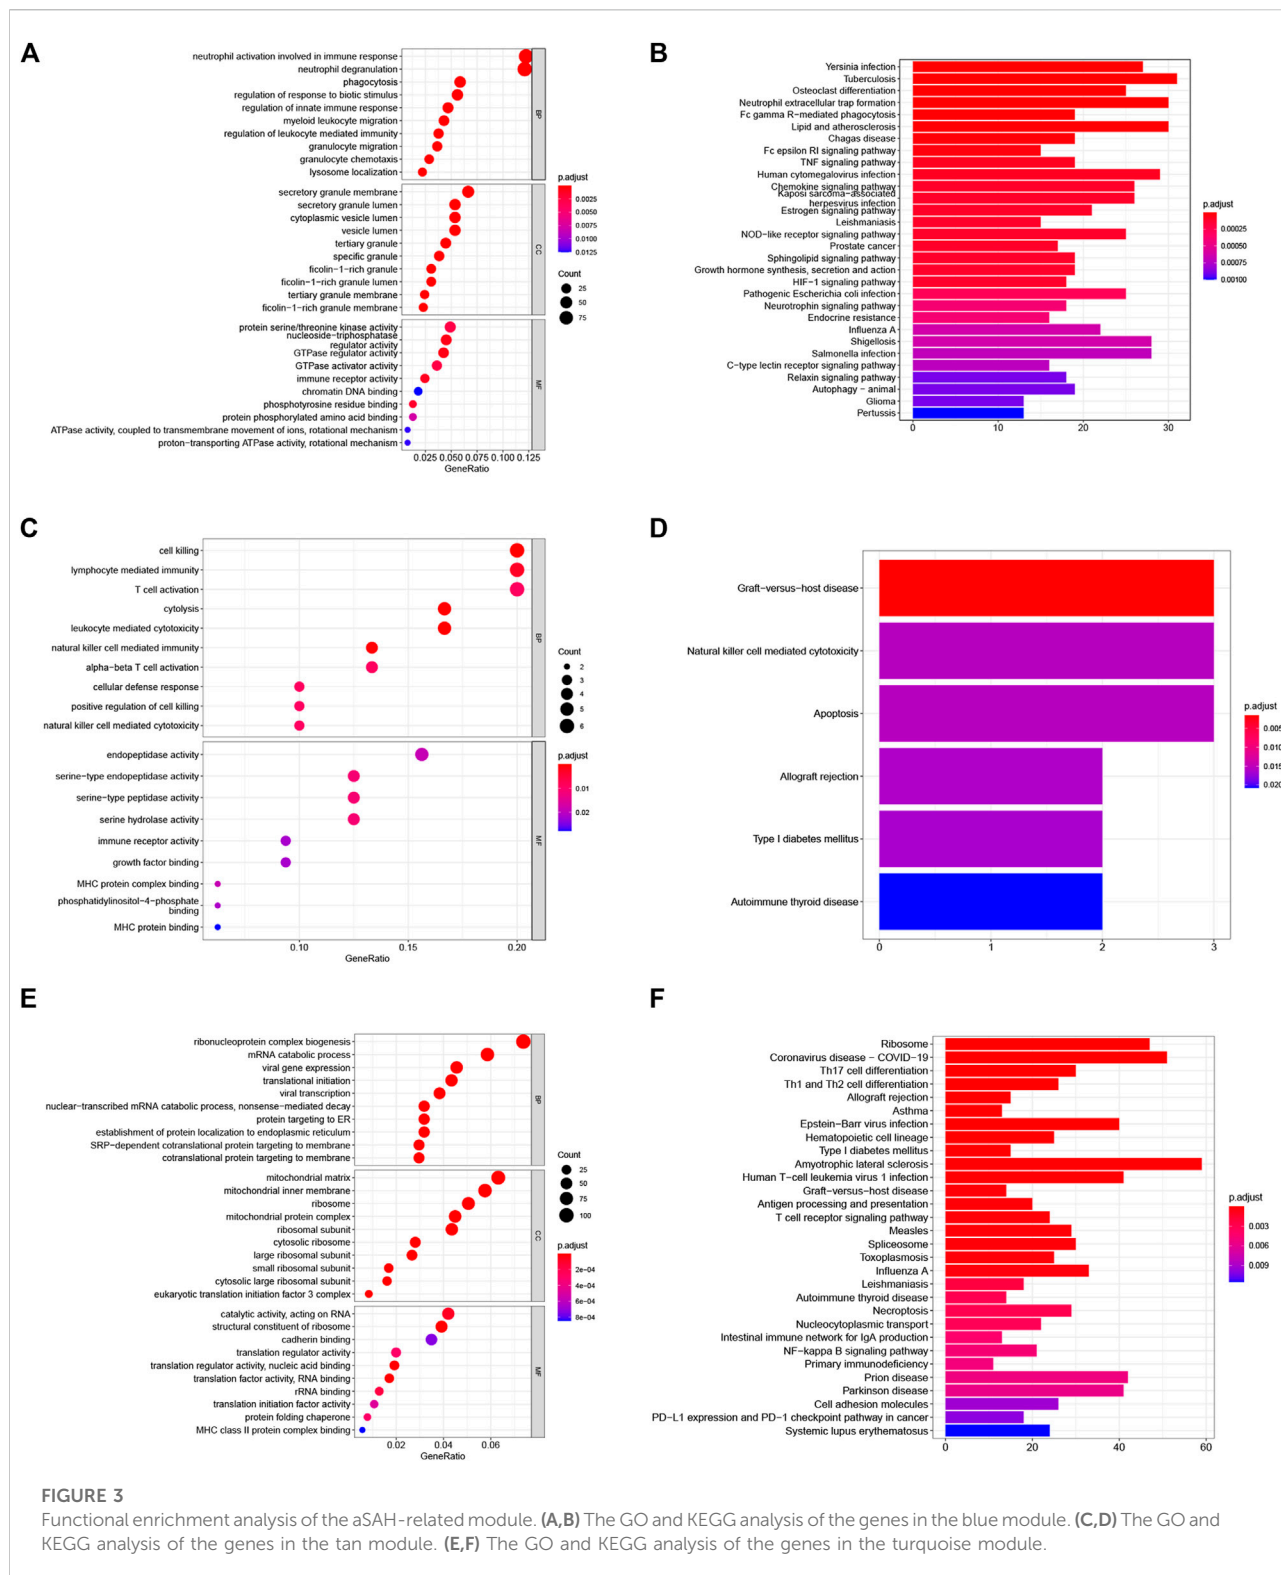 A
neutrophil activation involved in immune response
neutrophil degranulation
phagocytosis
regulation of response to biotic stimulus
regulation of innate immune response
myeloid leukocyte migration
regulation of leukocyte mediated immunity
granulocyte migration
granulocyte chemotaxis
lysosome localization
BP
secretory granule membrane
secretory granule lumen
cytoplasmic vesicle lumen
vesicle lumen
tertiary granule
specific granule
ficolin−1−rich granule
ficolin−1−rich granule lumen
tertiary granule membrane
ficolin−1−rich granule membrane
CC
protein serine/threonine kinase activity
nucleoside−triphosphatase
regulator activity
GTPase regulator activity
GTPase activator activity
immune receptor activity
chromatin DNA binding
phosphotyrosine residue binding
protein phosphorylated amino acid binding
ATPase activity, coupled to transmembrane movement of ions, rotational mechanism
proton−transporting ATPase activity, rotational mechanism
MF
0.025 0.050 0.075 0.100 0.125
GeneRatio
p.adjust
0.0025
0.0050
0.0075
0.0100
0.0125
Count
25
50
75
B
Yersinia infection
Tuberculosis
Osteoclast differentiation
Neutrophil extracellular trap formation
Fc gamma R−mediated phagocytosis
Lipid and atherosclerosis
Chagas disease
Fc epsilon RI signaling pathway
TNF signaling pathway
Human cytomegalovirus infection
Chemokine signaling pathway
Kaposi sarcoma−associated
herpesvirus infection
Estrogen signaling pathway
Leishmaniasis
NOD−like receptor signaling pathway
Prostate cancer
Sphingolipid signaling pathway
Growth hormone synthesis, secretion and action
HIF−1 signaling pathway
Pathogenic Escherichia coli infection
Neurotrophin signaling pathway
Endocrine resistance
Influenza A
Shigellosis
Salmonella infection
C−type lectin receptor signaling pathway
Relaxin signaling pathway
Autophagy − animal
Glioma
Pertussis
0 10 20 30
p.adjust
0.00025
0.00050
0.00075
0.00100
C
cell killing
lymphocyte mediated immunity
T cell activation
cytolysis
leukocyte mediated cytotoxicity
natural killer cell mediated immunity
alpha−beta T cell activation
cellular defense response
positive regulation of cell killing
natural killer cell mediated cytotoxicity
BP
endopeptidase activity
serine−type endopeptidase activity
serine−type peptidase activity
serine hydrolase activity
immune receptor activity
growth factor binding
MHC protein complex binding
phosphatidylinositol−4−phosphate
binding
MHC protein binding
MF
0.10 0.15 0.20
GeneRatio
Count
2
3
4
5
6
p.adjust
0.01
0.02
D
Graft−versus−host disease
Natural killer cell mediated cytotoxicity
Apoptosis
Allograft rejection
Type I diabetes mellitus
Autoimmune thyroid disease
0 1 2 3
p.adjust
0.005
0.010
0.015
0.020
E
ribonucleoprotein complex biogenesis
mRNA catabolic process
viral gene expression
translational initiation
viral transcription
nuclear−transcribed mRNA catabolic process, nonsense−mediated decay
protein targeting to ER
establishment of protein localization to endoplasmic reticulum
SRP−dependent cotranslational protein targeting to membrane
cotranslational protein targeting to membrane
BP
mitochondrial matrix
mitochondrial inner membrane
ribosome
mitochondrial protein complex
ribosomal subunit
cytosolic ribosome
large ribosomal subunit
small ribosomal subunit
cytosolic large ribosomal subunit
eukaryotic translation initiation factor 3 complex
CC
catalytic activity, acting on RNA
structural constituent of ribosome
cadherin binding
translation regulator activity
translation regulator activity, nucleic acid binding
translation factor activity, RNA binding
rRNA binding
translation initiation factor activity
protein folding chaperone
MHC class II protein complex binding
MF
0.02 0.04 0.06
GeneRatio
Count
25
50
75
100
p.adjust
2e−04
4e−04
6e−04
8e−04
F
Ribosome
Coronavirus disease − COVID−19
Th17 cell differentiation
Th1 and Th2 cell differentiation
Allograft rejection
Asthma
Epstein−Barr virus infection
Hematopoietic cell lineage
Type I diabetes mellitus
Amyotrophic lateral sclerosis
Human T−cell leukemia virus 1 infection
Graft−versus−host disease
Antigen processing and presentation
T cell receptor signaling pathway
Measles
Spliceosome
Toxoplasmosis
Influenza A
Leishmaniasis
Autoimmune thyroid disease
Necroptosis
Nucleocytoplasmic transport
Intestinal immune network for IgA production
NF−kappa B signaling pathway
Primary immunodeficiency
Prion disease
Parkinson disease
Cell adhesion molecules
PD−L1 expression and PD−1 checkpoint pathway in cancer
Systemic lupus erythematosus
0 20 40 60
p.adjust
0.003
0.006
0.009
FIGURE 3
Functional enrichment analysis of the aSAH-related module. (A,B) The GO and KEGG analysis of the genes in the blue module. (C,D) The GO and
KEGG analysis of the genes in the tan module. (E,F) The GO and KEGG analysis of the genes in the turquoise module.